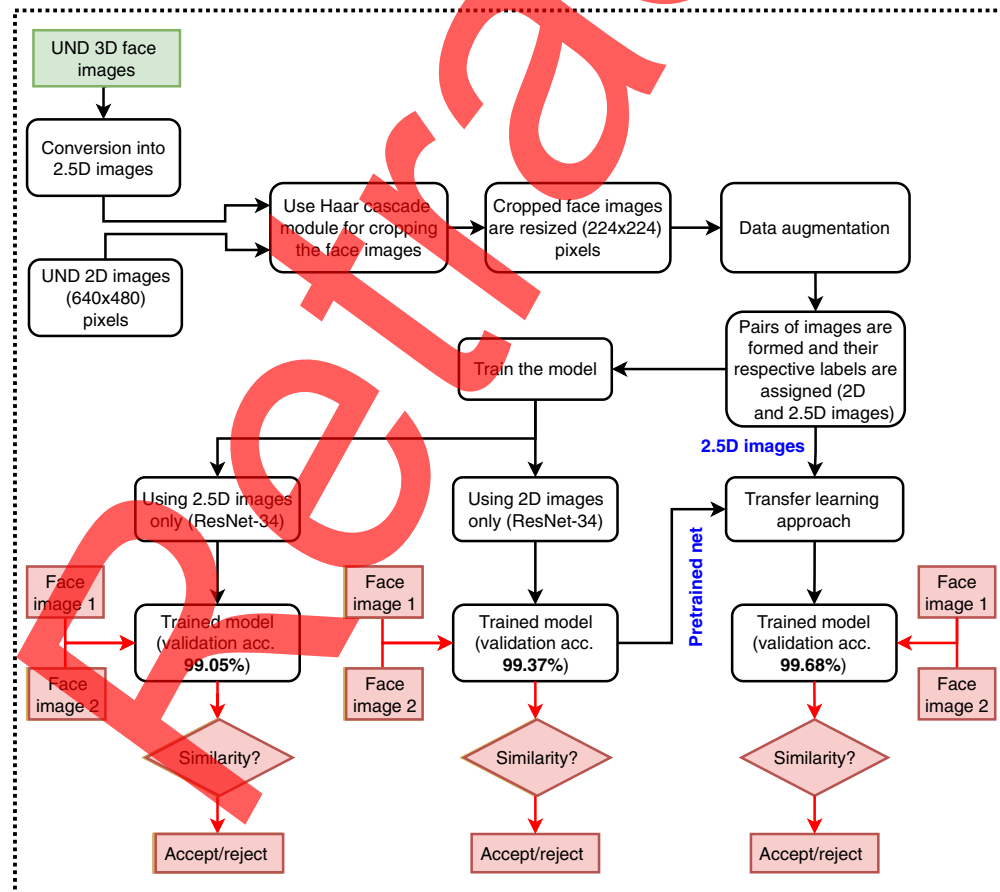 UND 3D face
images
Conversion into
2.5D images
UND 2D images
(640x480)
pixels
Use Haar cascade
module for cropping
the face images
Cropped face images
are resized (224x224)
pixels
Data augmentation
Pairs of images are
formed and their
respective labels are
assigned (2D
and 2.5D images)
Train the model
2.5D images
Using 2.5D images
only (ResNet-34)
Using 2D images
only (ResNet-34)
Transfer learning
approach
Pretrained net
Face
image 1
Face
image 2
Trained model
(validation acc.
99.05%)
Face
image 1
Face
image 2
Trained model
(validation acc.
99.37%)
Trained model
(validation acc.
99.68%)
Face
image 1
Face
image 2
Similarity?
Similarity?
Similarity?
Accept/reject
Accept/reject
Accept/reject
Retra